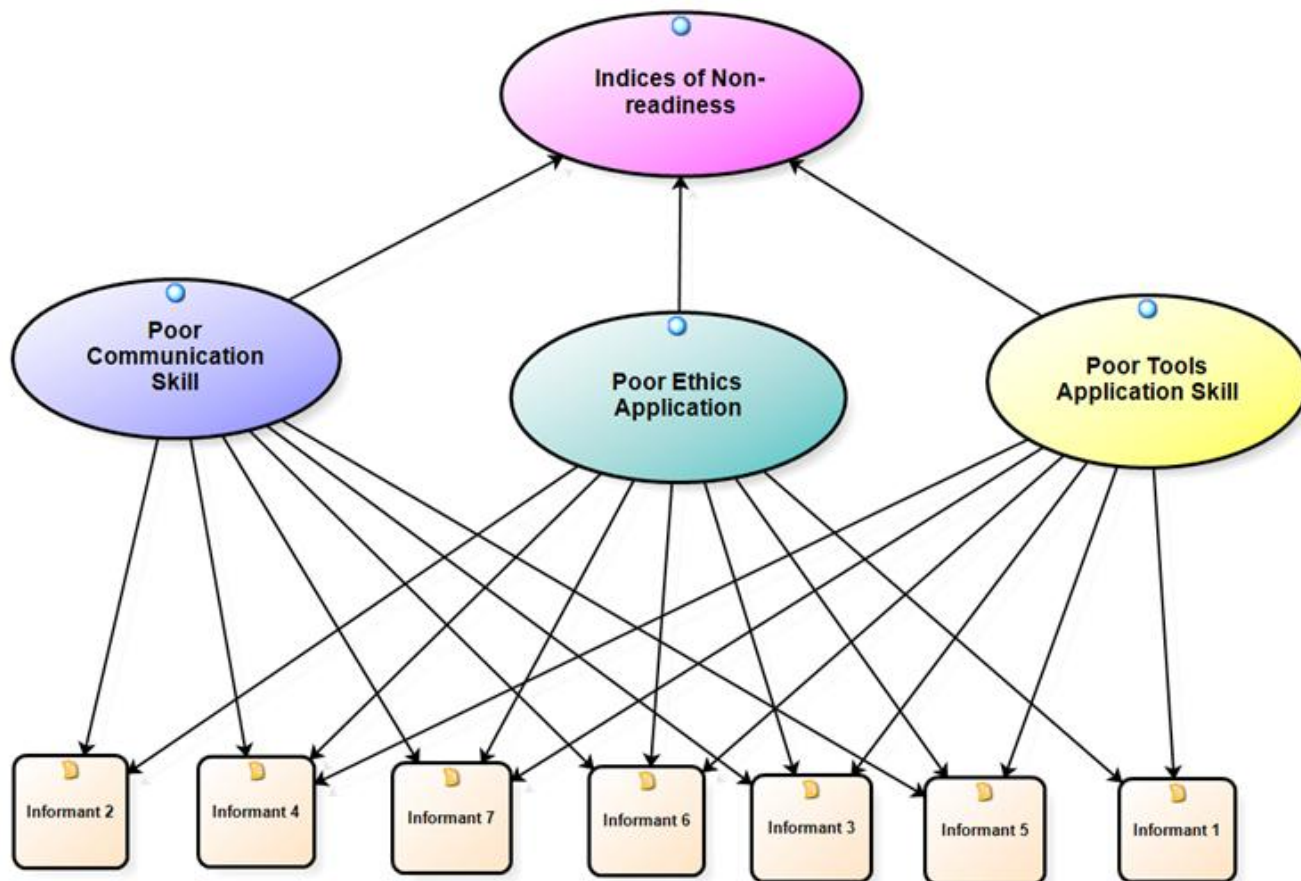 Indices of Non-
readiness
Poor
Communication
Skill
Poor Ethics
Application
Poor Tools
Application Skill
Informant 2
Informant 4
Informant 7
Informant 6
Informant 3
Informant 5
Informant 1